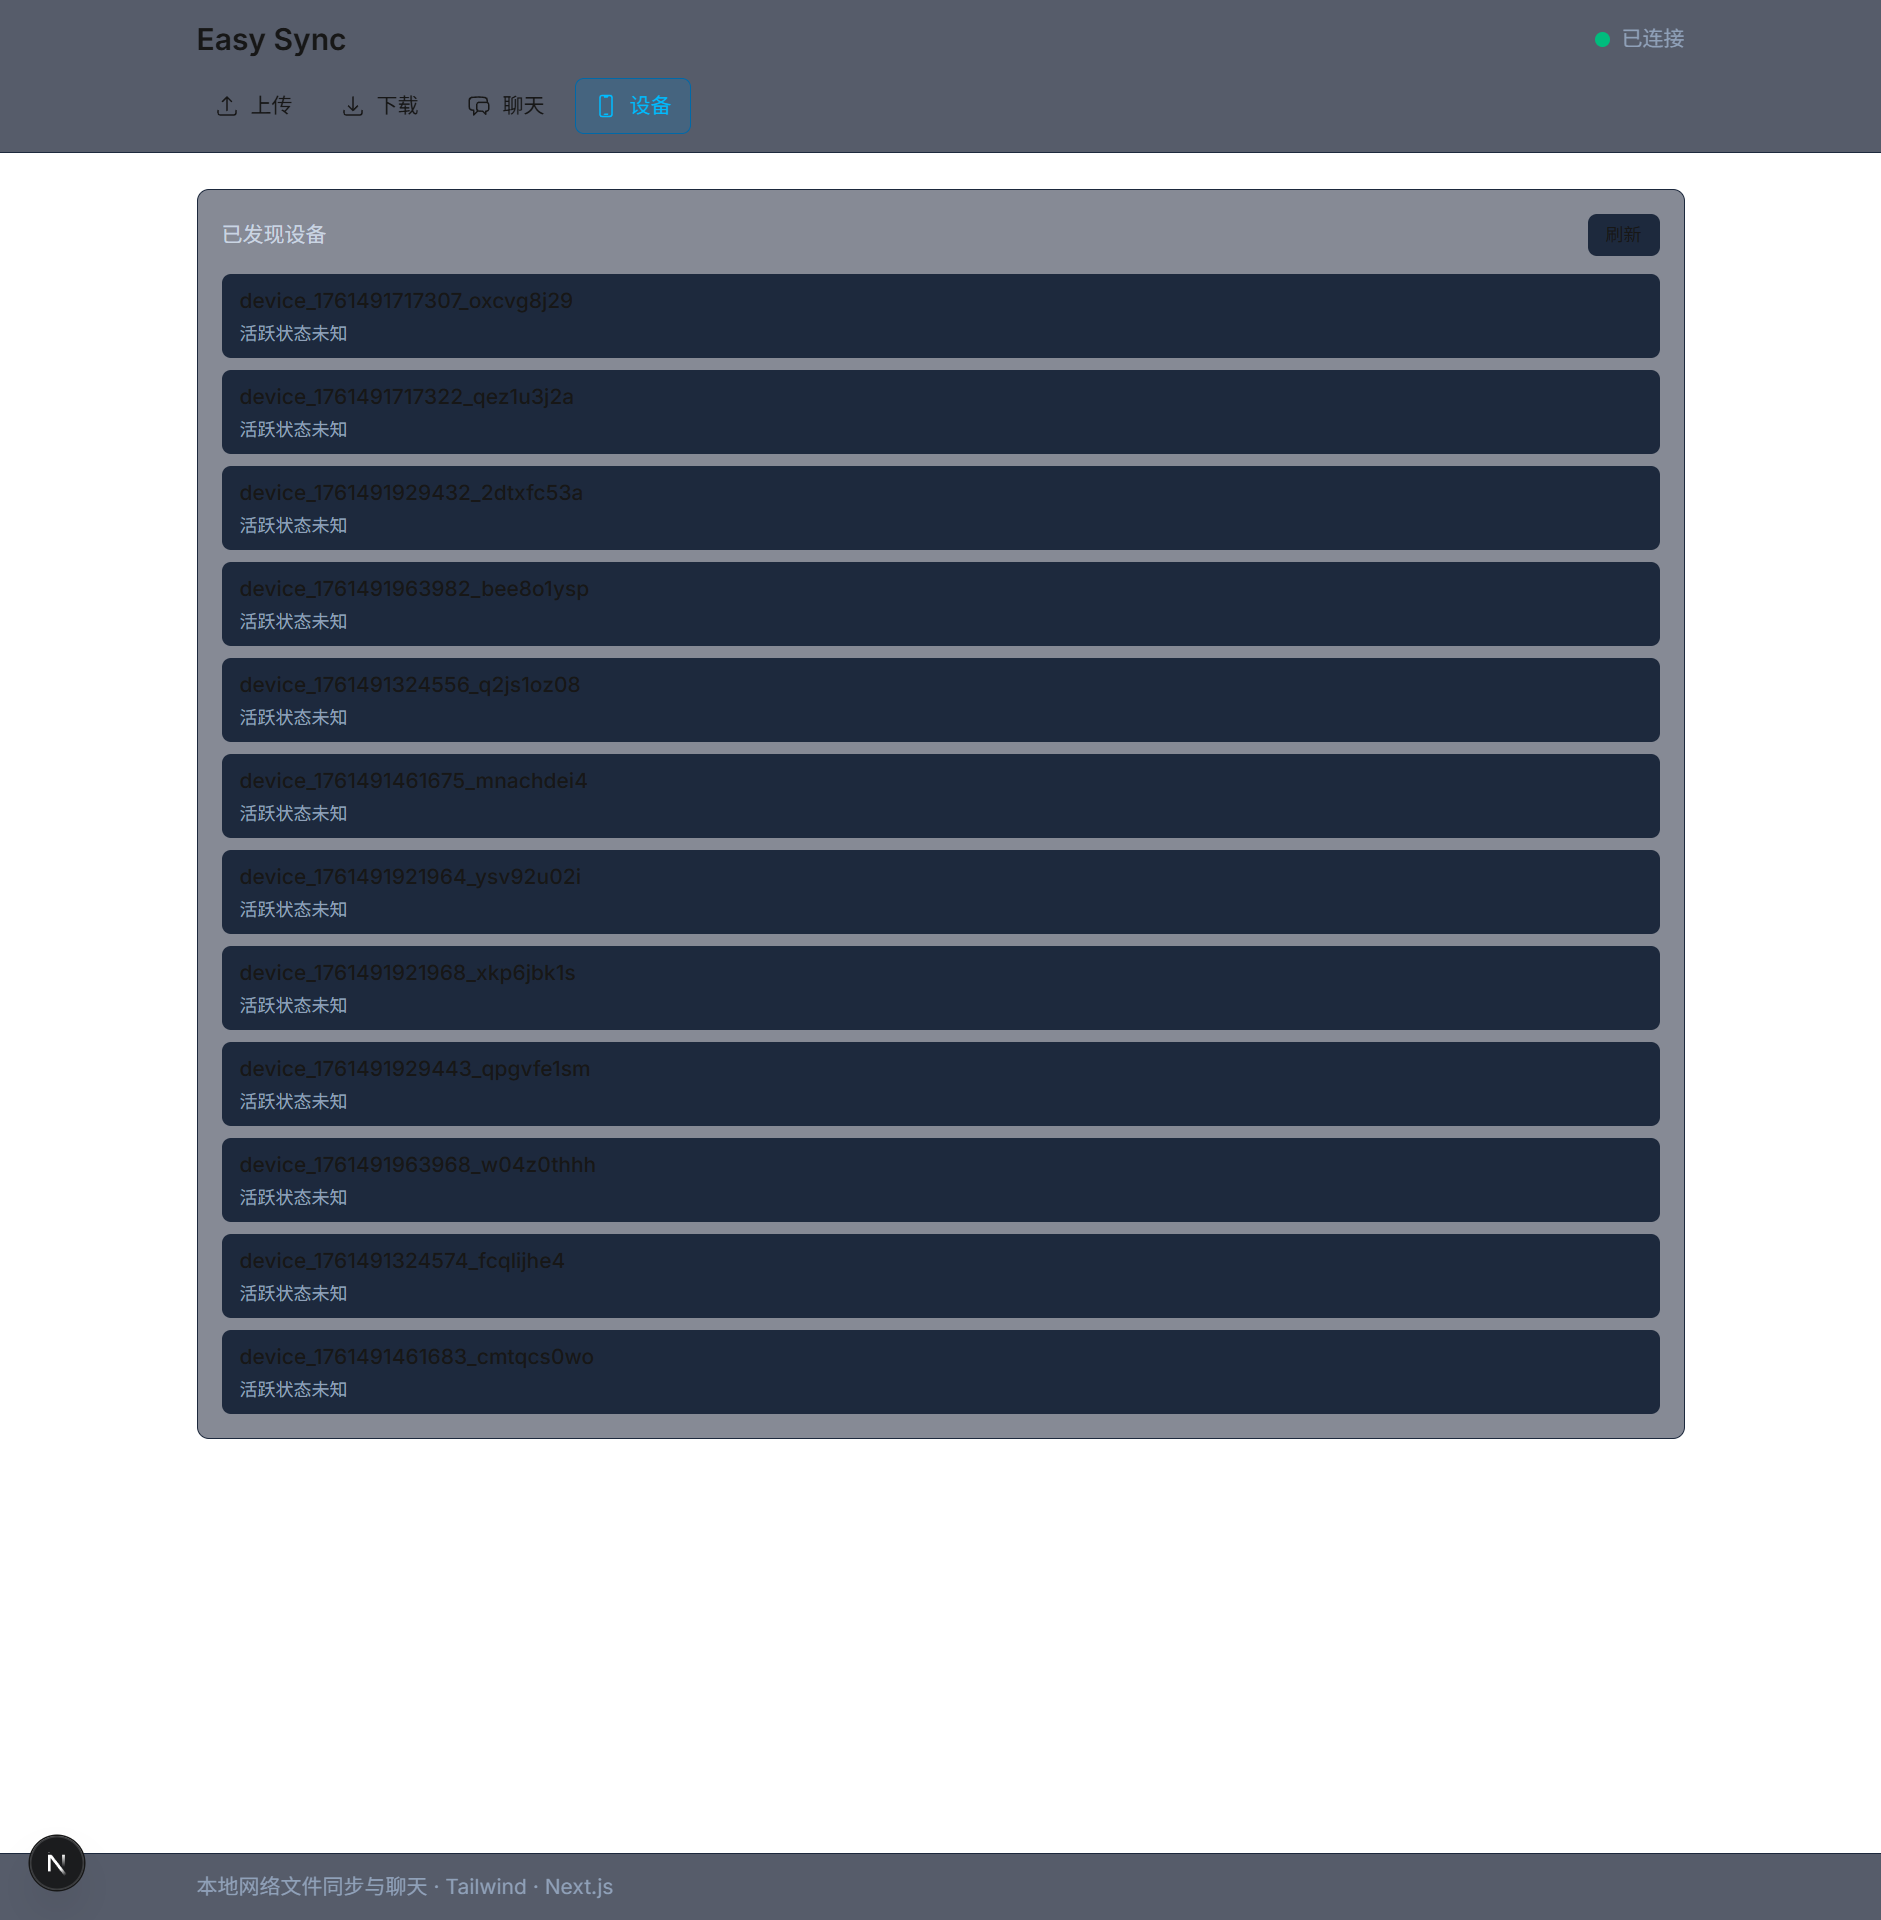 Easy Sync
已连接
上传
下载
聊天
设备
已发现设备
刷新
device_1761491717307_oxcvg8j29
活跃状态未知
device_1761491717322_qez1u3j2a
活跃状态未知
device_1761491929432_2dtxfc53a
活跃状态未知
device_1761491963982_bee8o1ysp
活跃状态未知
device_1761491324556_q2js1oz08
活跃状态未知
device_1761491461675_mnachdei4
活跃状态未知
device_1761491921964_ysv92u02i
活跃状态未知
device_1761491921968_xkp6jbk1s
活跃状态未知
device_1761491929443_qpgvfe1sm
活跃状态未知
device_1761491963968_w04z0thhh
活跃状态未知
device_1761491324574_fcqlijhe4
活跃状态未知
device_1761491461683_cmtqcs0wo
活跃状态未知
N
本地网络文件同步与聊天 · Tailwind · Next.js